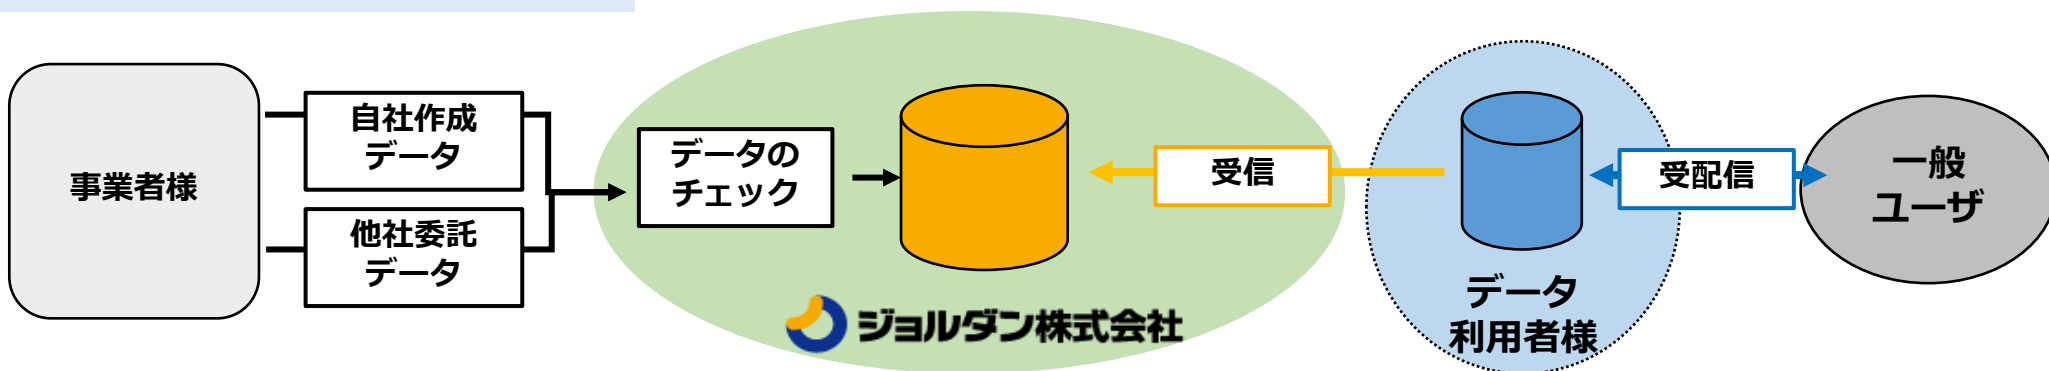 事業者様
自社作成
データ
他社委託
データ
データの
チェック
ジョルダン株式会社
受信
データ
利用者様
受配信
一般
ユーザ